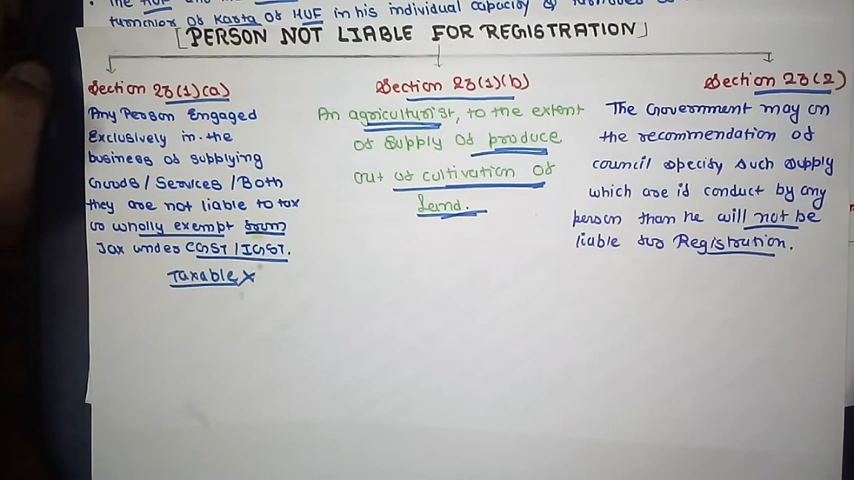 turnover of Karta of HUF in his individual capacity
[PERSON NOT LIABLE FOR REGISTRATION]
Section 23(1)(a)
Any Person Engaged
Exclusively in the
business of supplying
Goods/Services/Both
they are not liable to tax
or wholly exempt from
Tax under CGST/IGST.
Taxable X
Section 23(1)(b)
An agriculturist, to the extent
of supply of produce
out of cultivation of
land.
Section 23(2)
The Government may on
the recommendation of
council specify such supply
which are if conduct by any
person than he will not be
liable for Registration.